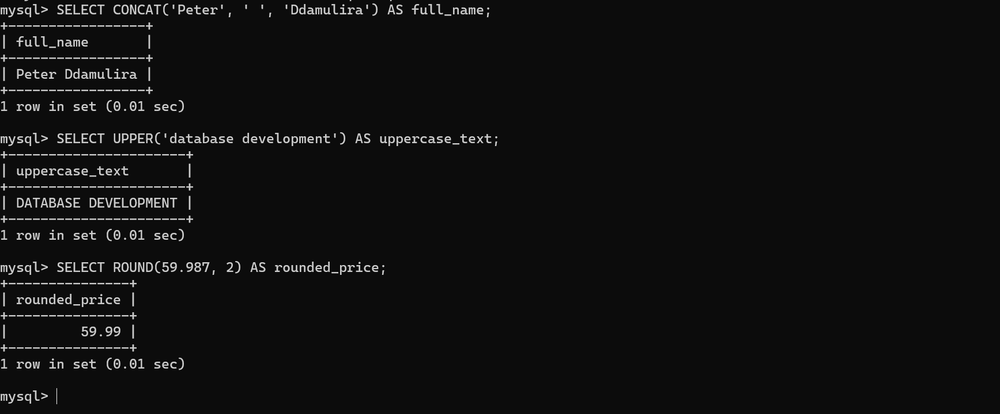 mysql> SELECT CONCAT('Peter', ' ', 'Ddamulira') AS full_name;
+-----------------+
| full_name       |
+-----------------+
| Peter Ddamulira |
+-----------------+
1 row in set (0.01 sec)

mysql> SELECT UPPER('database development') AS uppercase_text;
+----------------------+
| uppercase_text       |
+----------------------+
| DATABASE DEVELOPMENT |
+----------------------+
1 row in set (0.01 sec)

mysql> SELECT ROUND(59.987, 2) AS rounded_price;
+---------------+
| rounded_price |
+---------------+
|         59.99 |
+---------------+
1 row in set (0.01 sec)

mysql>